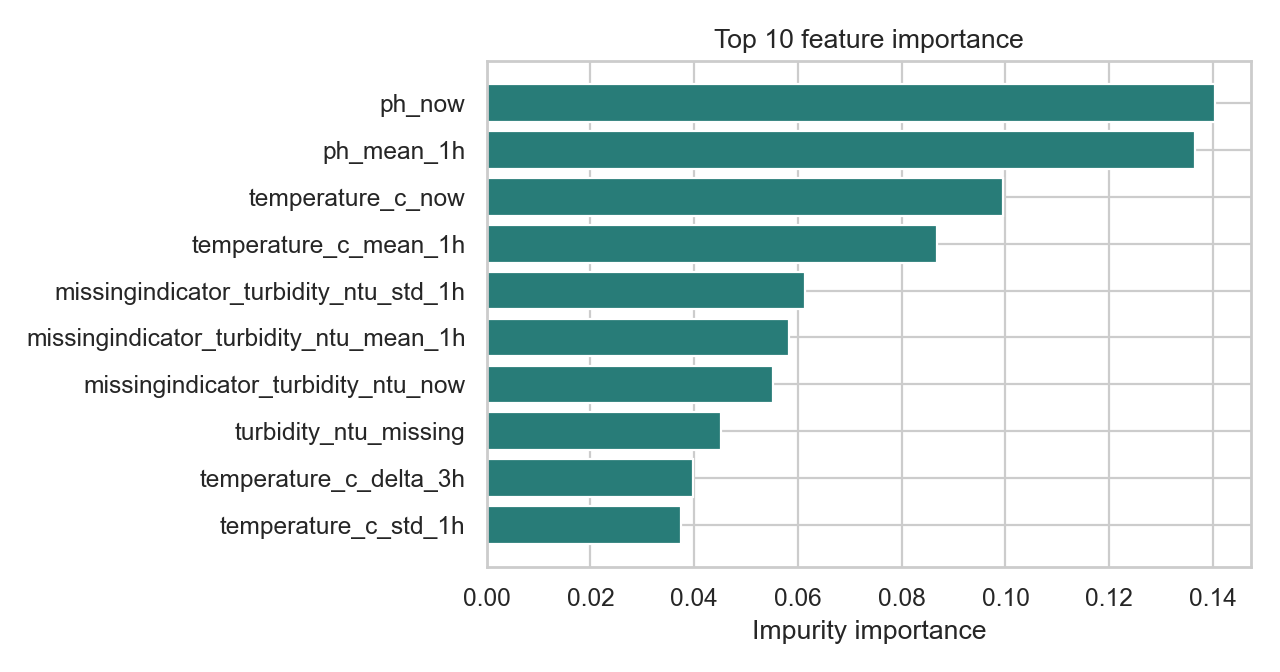 Top 10 feature importance
ph_now
ph_mean_1h
temperature_c_now
temperature_c_mean_1h
missingindicator_turbidity_ntu_std_1h
missingindicator_turbidity_ntu_mean_1h
missingindicator_turbidity_ntu_now
turbidity_ntu_missing
temperature_c_delta_3h
temperature_c_std_1h
0.00 0.02 0.04 0.06 0.08 0.10 0.12 0.14
Impurity importance